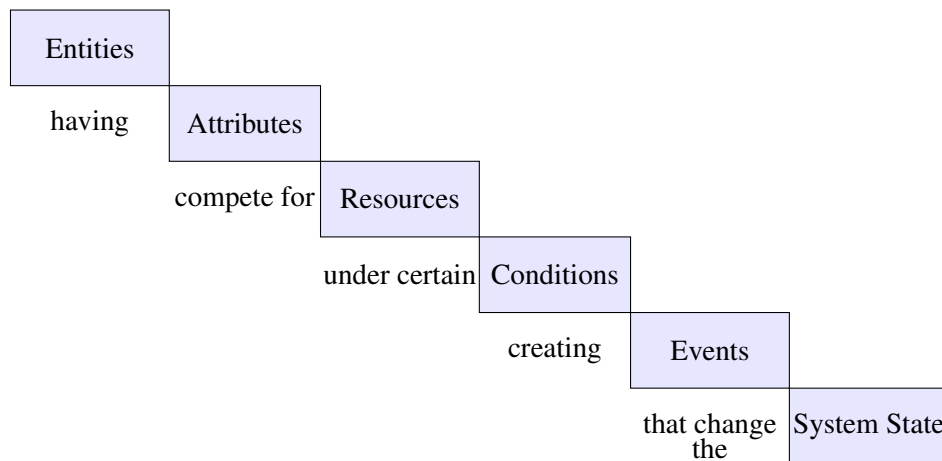 Entities
having Attributes
compete for Resources
under certain Conditions
creating Events
that change System State
the